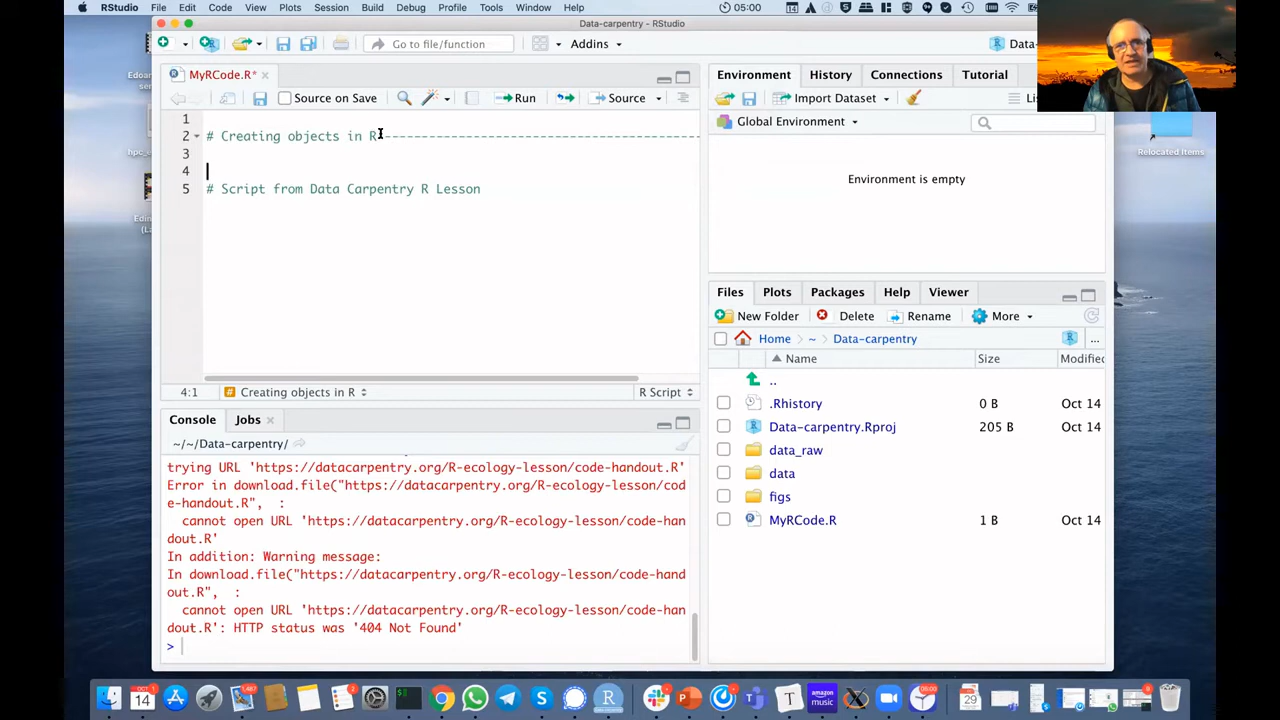 RStudio File Edit Code View Plots Session Build Debug Profile Tools Window Help 05:00
Data-carpentry - RStudio
Go to file/function Addins Data-
MyRCode.R* Environment History Connections Tutorial
Source on Save Run Source Import Dataset
Global Environment
1
2 # Creating objects in R
3
4
5 # Script from Data Carpentry R Lesson
Environment is empty
Relocated Items
Files Plots Packages Help Viewer
New Folder Delete Rename More
Home ~ Data-carpentry ...
Name Size Modified
..
.Rhistory 0 B Oct 14
Data-carpentry.Rproj 205 B Oct 14
data_raw
data
figs
MyRCode.R 1 B Oct 14
4:1 # Creating objects in R R Script
Console Jobs
~/~/Data-carpentry/
trying URL 'https://datacarpentry.org/R-ecology-lesson/code-handout.R'
Error in download.file("https://datacarpentry.org/R-ecology-lesson/cod
e-handout.R", :
cannot open URL 'https://datacarpentry.org/R-ecology-lesson/code-han
dout.R'
In addition: Warning message:
In download.file("https://datacarpentry.org/R-ecology-lesson/code-hand
out.R", :
cannot open URL 'https://datacarpentry.org/R-ecology-lesson/code-han
dout.R': HTTP status was '404 Not Found'
>